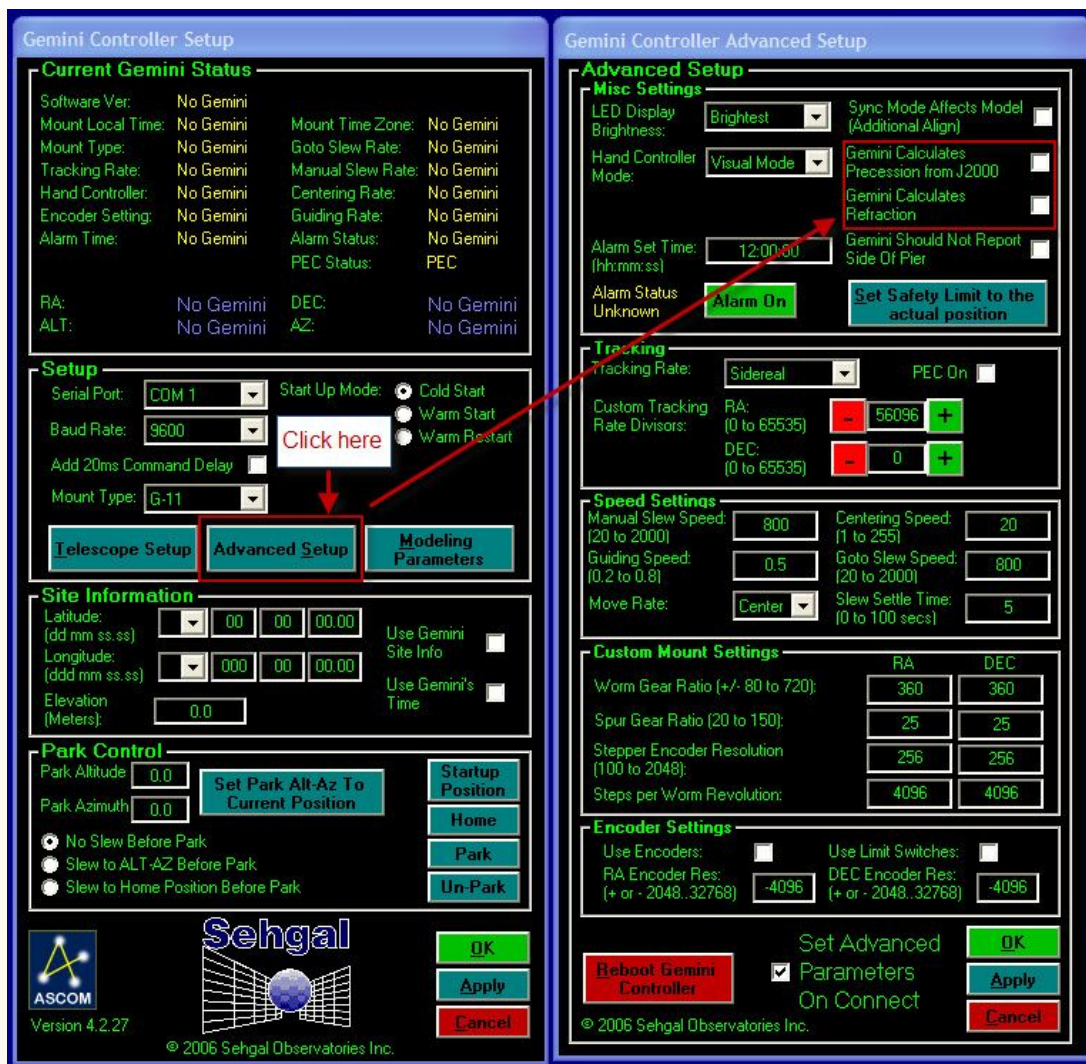 Gemini Controller Setup
Current Gemini Status
Software Ver: No Gemini
Mount Local Time: No Gemini Mount Time Zone: No Gemini
Mount Type: No Gemini Goto Slew Rate: No Gemini
Tracking Rate: No Gemini Manual Slew Rate: No Gemini
Hand Controller: No Gemini Centering Rate: No Gemini
Encoder Setting: No Gemini Guiding Rate: No Gemini
Alarm Time: No Gemini Alarm Status: No Gemini
PEC Status: PEC
RA: No Gemini DEC: No Gemini
ALT: No Gemini AZ: No Gemini
Setup
Serial Port: COM 1 Start Up Mode: Cold Start
Warm Start
Baud Rate: 9600 Warm Restart
Click here
Add 20ms Command Delay
Mount Type: G-11
Telescope Setup Advanced Setup Modeling
Parameters
Site Information
Latitude:
(dd mm ss.ss) 00 00 00.00
Longitude:
(ddd mm ss.ss) 000 00 00.00
Use Gemini
Site Info
Elevation
(Meters): 0.0
Use Gemini's
Time
Park Control
Park Altitude 0.0
Park Azimuth 0.0
Set Park Alt-Az To
Current Position
Startup
Position
Home
No Slew Before Park
Park
Slew to ALT-AZ Before Park
Un-Park
Slew to Home Position Before Park
ASCOM
Sehgal
OK
Apply
Cancel
Version 4.2.27
© 2006 Sehgal Observatories Inc.
Gemini Controller Advanced Setup
Advanced Setup
Misc Settings
LED Display
Brightness: Brightest
Sync Mode Affects Model
(Additional Align)
Hand Controller
Mode: Visual Mode
Gemini Calculates
Precession from J2000
Gemini Calculates
Refraction
Alarm Set Time:
(hh:mm:ss) 12:00:00
Gemini Should Not Report
Side Of Pier
Alarm Status
Unknown
Alarm On
Set Safety Limit to the
actual position
Tracking
Tracking Rate: Sidereal PEC On
Custom Tracking
Rate Divisors:
RA:
(0 to 65535) - 56096 +
DEC:
(0 to 65535) - 0 +
Speed Settings
Manual Slew Speed:
(20 to 2000) 800
Centering Speed:
(1 to 255) 20
Guiding Speed:
(0.2 to 0.8) 0.5
Goto Slew Speed:
(20 to 2000) 800
Move Rate: Center
Slew Settle Time:
(0 to 100 secs) 5
Custom Mount Settings
RA DEC
Worm Gear Ratio (+/- 80 to 720): 360 360
Spur Gear Ratio (20 to 150): 25 25
Stepper Encoder Resolution
(100 to 2048): 256 256
Steps per Worm Revolution: 4096 4096
Encoder Settings
Use Encoders: Use Limit Switches:
RA Encoder Res:
(+ or - 2048..32768) -4096
DEC Encoder Res:
(+ or - 2048..32768) -4096
Reboot Gemini
Controller
Set Advanced
Parameters
On Connect
OK
Apply
Cancel
© 2006 Sehgal Observatories Inc.